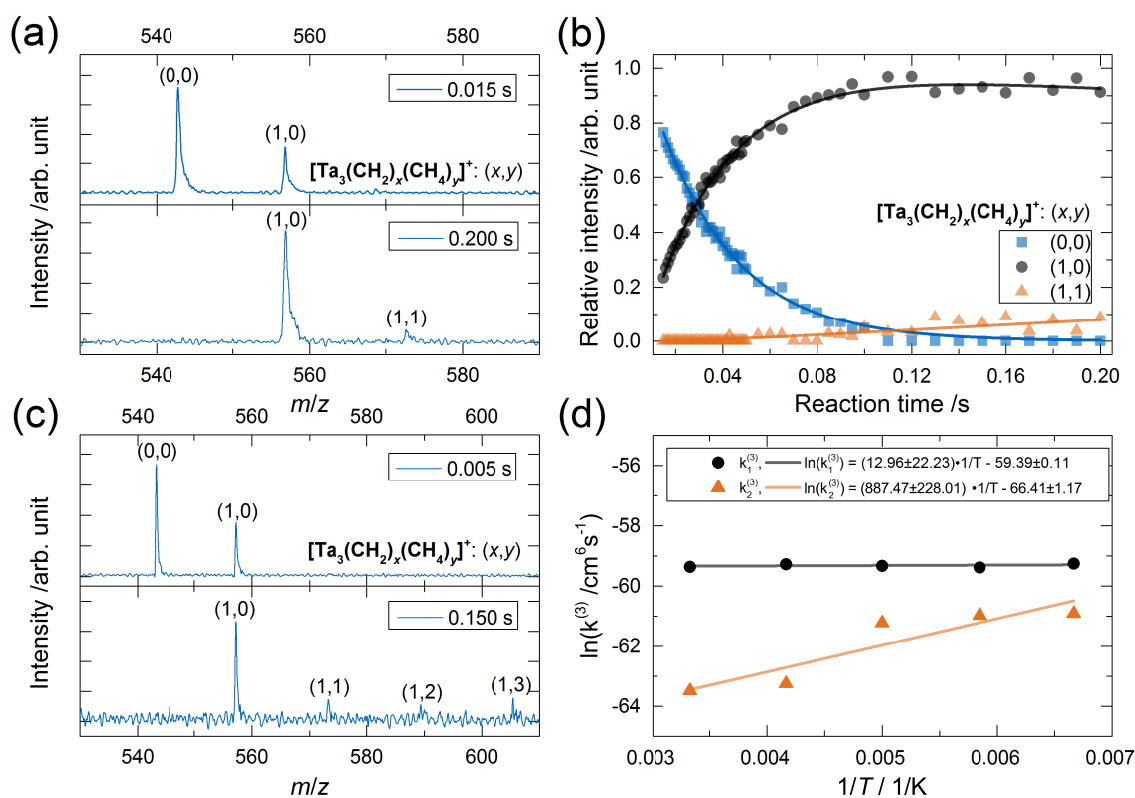 (a)
540 560 580
(0,0)
0.015 s
(1,0)
[Ta3(CH2)x(CH4)y]+: (x,y)
(1,0)
0.200 s
(1,1)
Intensity /arb. unit
540 560 580
m/z
(b)
1.0
0.8
0.6
0.4
0.2
0.0
Relative intensity /arb. unit
[Ta3(CH2)x(CH4)y]+: (x,y)
(0,0)
(1,0)
(1,1)
0.04 0.08 0.12 0.16 0.20
Reaction time /s
(c)
540 560 580 600
(0,0)
0.005 s
(1,0)
[Ta3(CH2)x(CH4)y]+: (x,y)
(1,0)
0.150 s
(1,1) (1,2) (1,3)
Intensity /arb. unit
540 560 580 600
m/z
(d)
-56
-58
-60
-62
-64
ln(k(3) /cm6s-1)
k1(3), ln(k1(3)) = (12.96±22.23)•1/T - 59.39±0.11
k2(3), ln(k2(3)) = (887.47±228.01) •1/T - 66.41±1.17
0.003 0.004 0.005 0.006 0.007
1/T / 1/K